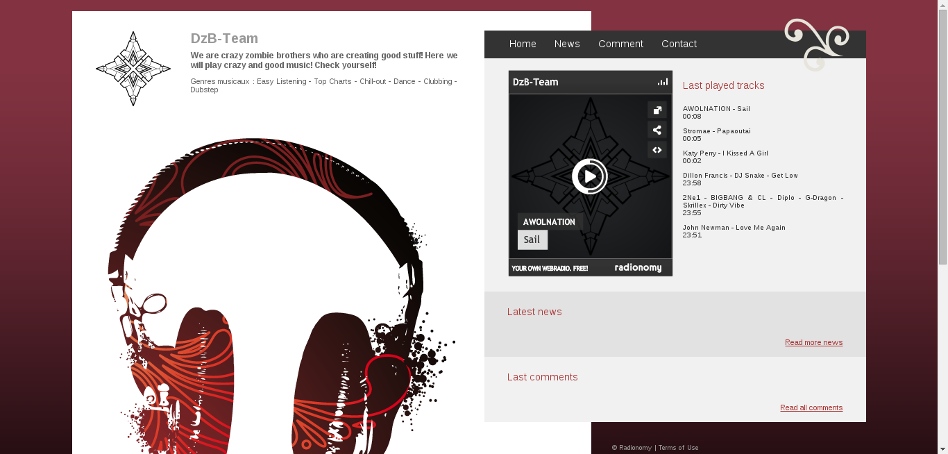 DzB-Team
We are crazy zombie brothers who are creating good stuff! Here we
will play crazy and good music! Check yourself!
Genres musicaux : Easy Listening - Top Charts - Chill-out - Dance - Clubbing -
Dubstep
Home News Comment Contact
DzB-Team
AWOLNATION
Sail
YOUR OWN WEBRADIO. FREE! radionomy
Last played tracks
AWOLNATION - Sail
00:08
Stromae - Papaoutai
00:05
Katy Perry - I Kissed A Girl
00:02
Dillon Francis - DJ Snake - Get Low
23:58
2Ne1 - BIGBANG & CL - Diplo - G-Dragon -
Skrillex - Dirty Vibe
23:55
John Newman - Love Me Again
23:51
Latest news
Read more news
Last comments
Read all comments
© Radionomy | Terms of Use